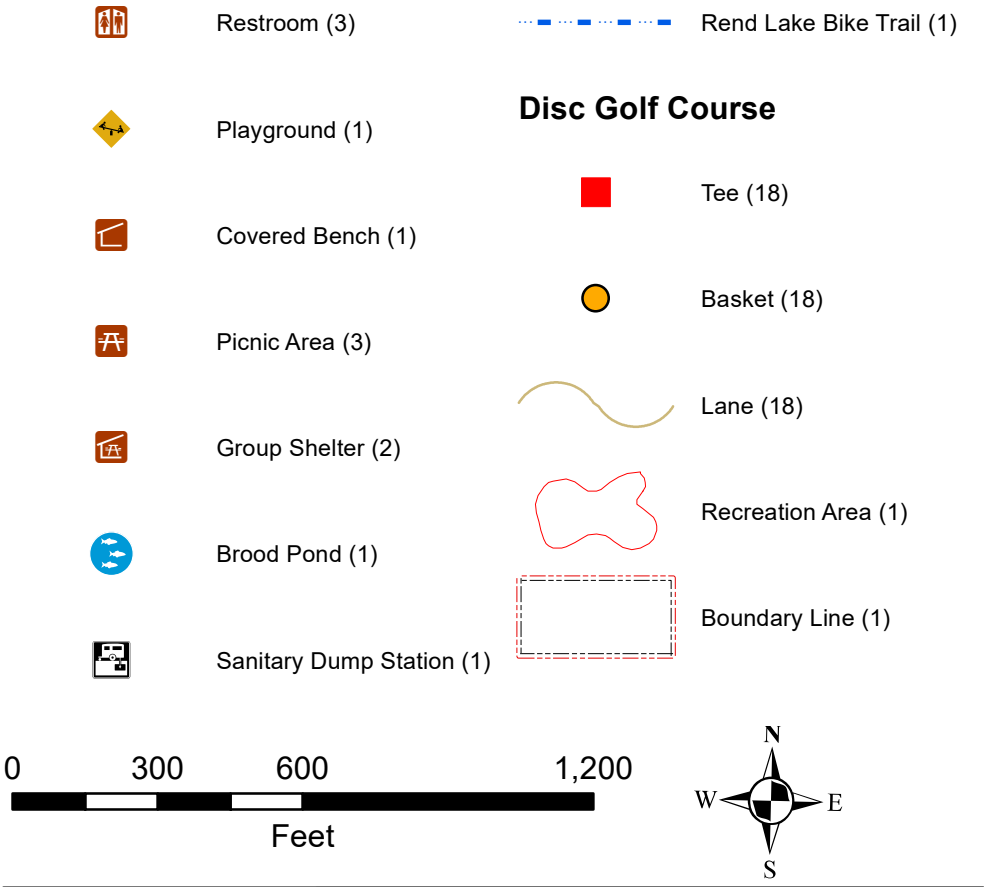 Restroom (3)
Playground (1)
Covered Bench (1)
Picnic Area (3)
Group Shelter (2)
Brood Pond (1)
Sanitary Dump Station (1)
Rend Lake Bike Trail (1)
Disc Golf Course
Tee (18)
Basket (18)
Lane (18)
Recreation Area (1)
Boundary Line (1)
0 300 600 1,200
Feet
N
W E
S